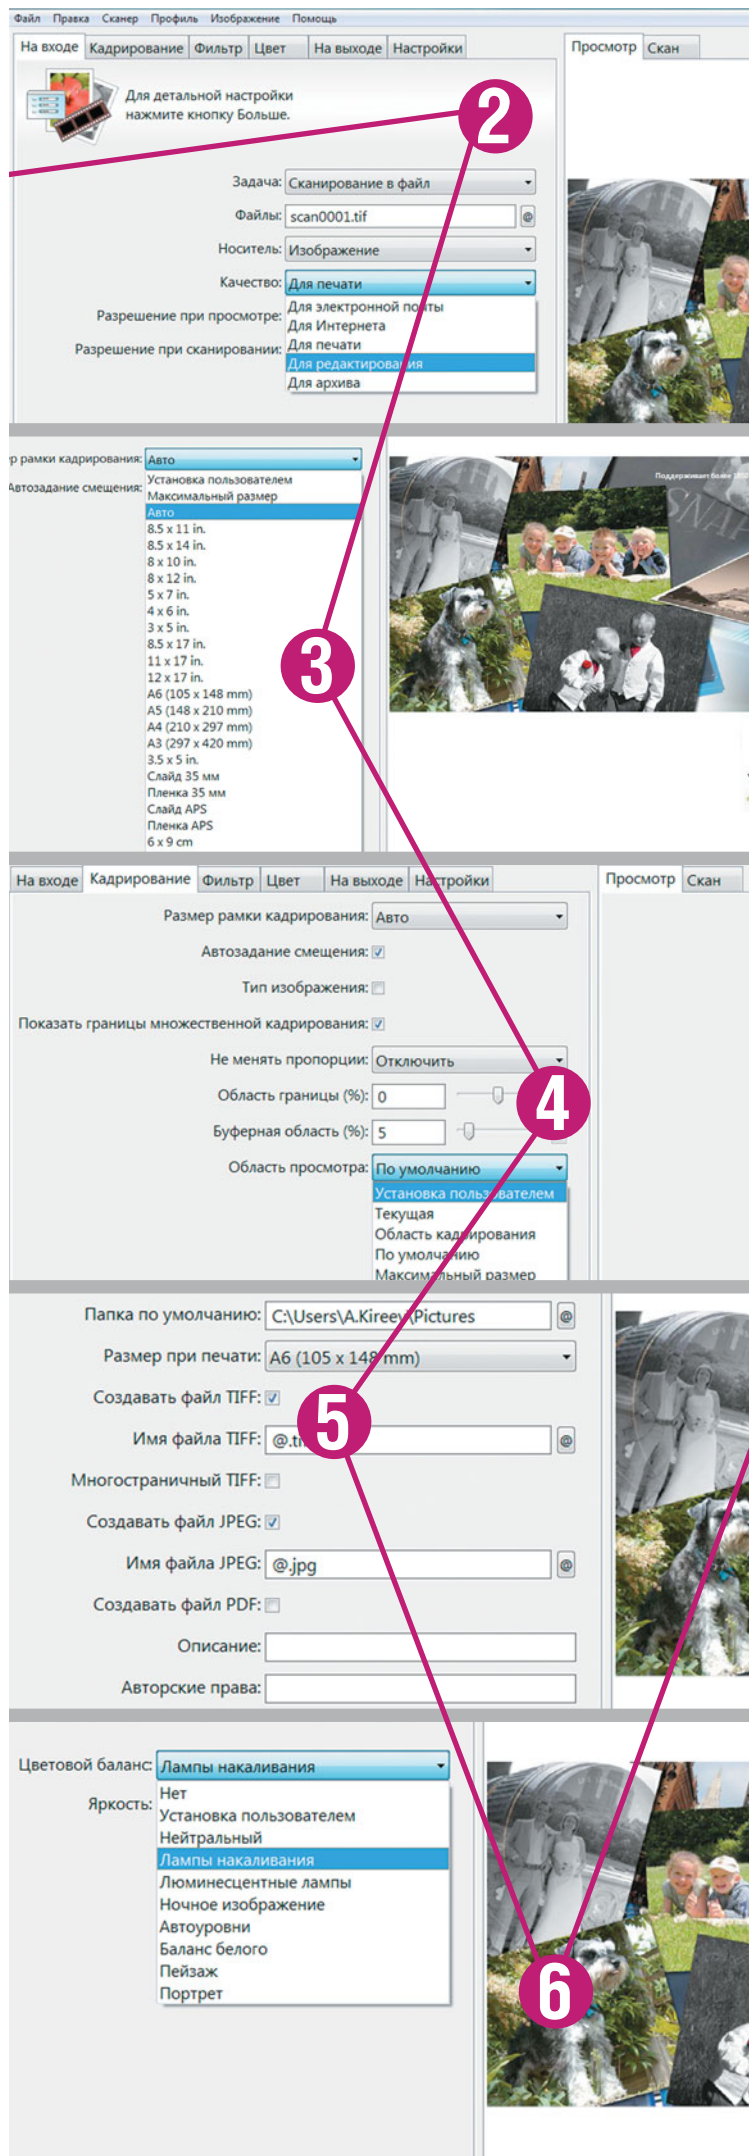 Файл Правка Сканер Профиль Изображение Помощь
На входе Кадрирование Фильтр Цвет На выходе Настройки
Просмотр Скан
Для детальной настройки
нажмите кнопку Больше.
2
Задача: Сканирование в файл
Файлы: scan0001.tif @
Носитель: Изображение
Качество: Для печати
Разрешение при просмотре:
Разрешение при сканировании:
Для электронной почты
Для Интернета
Для печати
Для редактирования
Для архива
р рамки кадрирования: Авто
Автозадание смещения:
Установка пользователем
Максимальный размер
Авто
8.5 x 11 in.
8.5 x 14 in.
8 x 10 in.
8 x 12 in.
5 x 7 in.
4 x 6 in.
3 x 5 in.
8.5 x 17 in.
11 x 17 in.
12 x 17 in.
A6 (105 x 148 mm)
A5 (148 x 210 mm)
A4 (210 x 297 mm)
A3 (297 x 420 mm)
3.5 x 5 in.
Слайд 35 мм
Пленка 35 мм
Слайд APS
Пленка APS
6 x 9 cm
Поддерживает более
SNAP
3
На входе Кадрирование Фильтр Цвет На выходе Настройки
Просмотр Скан
Размер рамки кадрирования: Авто
Автозадание смещения:
Тип изображения:
Показать границы множественной кадрирования:
Не менять пропорции: Отключить
Область границы (%): 0
4
Буферная область (%): 5
Область просмотра: По умолчанию
Установка пользователем
Текущая
Область кадрирования
По умолчанию
Максимальный размер
Папка по умолчанию: C:\Users\A.Kireev\Pictures @
Размер при печати: A6 (105 x 148 mm)
Создавать файл TIFF:
5
Имя файла TIFF: @
Многостраничный TIFF:
Создавать файл JPEG:
Имя файла JPEG: @.jpg @
Создавать файл PDF:
Описание:
Авторские права:
Цветовой баланс: Лампы накаливания
Яркость:
Нет
Установка пользователем
Нейтральный
Лампы накаливания
Люминесцентные лампы
Ночное изображение
Автоуровни
Баланс белого
Пейзаж
Портрет
6